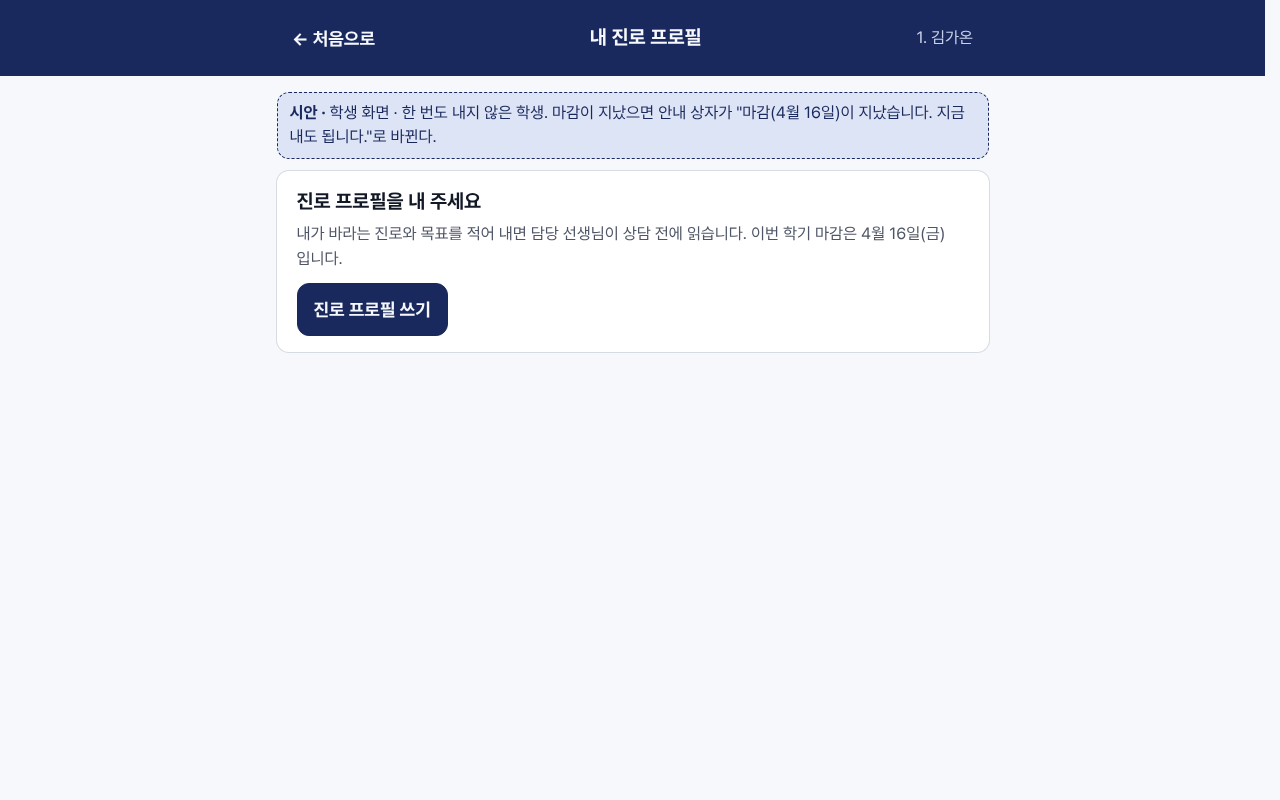 ← 처음으로
내 진로 프로필
1. 김가온
시안 · 학생 화면 · 한 번도 내지 않은 학생. 마감이 지났으면 안내 상자가 "마감(4월 16일)이 지났습니다. 지금
내도 됩니다."로 바뀐다.
진로 프로필을 내 주세요
내가 바라는 진로와 목표를 적어 내면 담당 선생님이 상담 전에 읽습니다. 이번 학기 마감은 4월 16일(금)
입니다.
진로 프로필 쓰기